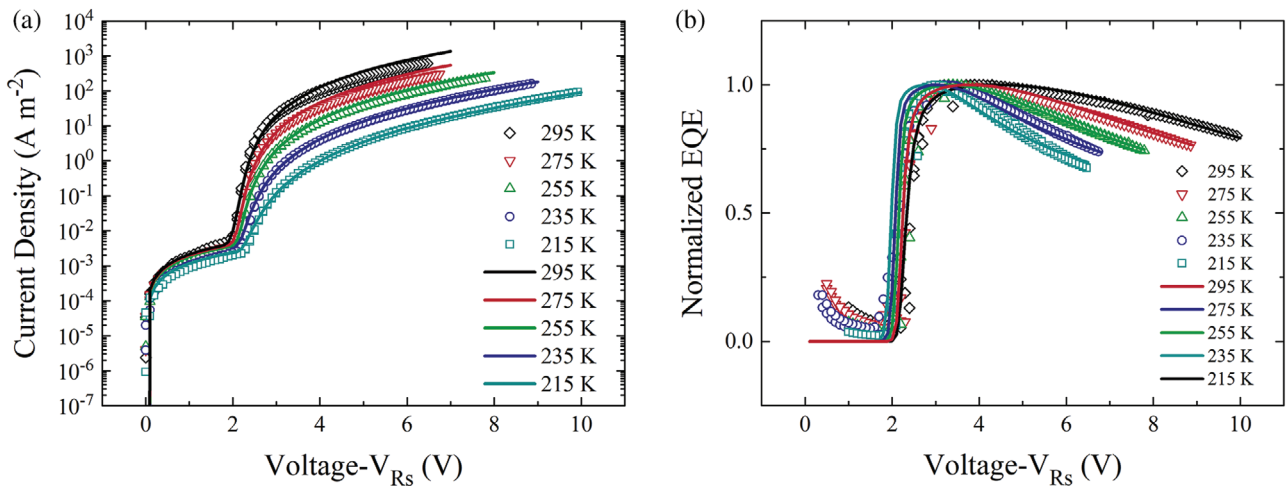 (a)
10^4
10^3
10^2
10^1
10^0
10^-1
10^-2
10^-3
10^-4
10^-5
10^-6
10^-7
Current Density (A m^-2)
295 K
275 K
255 K
235 K
215 K
295 K
275 K
255 K
235 K
215 K
0 2 4 6 8 10
Voltage-V_Rs (V)
(b)
1.0
0.5
0.0
Normalized EQE
295 K
275 K
255 K
235 K
215 K
295 K
275 K
255 K
235 K
215 K
0 2 4 6 8 10
Voltage-V_Rs (V)